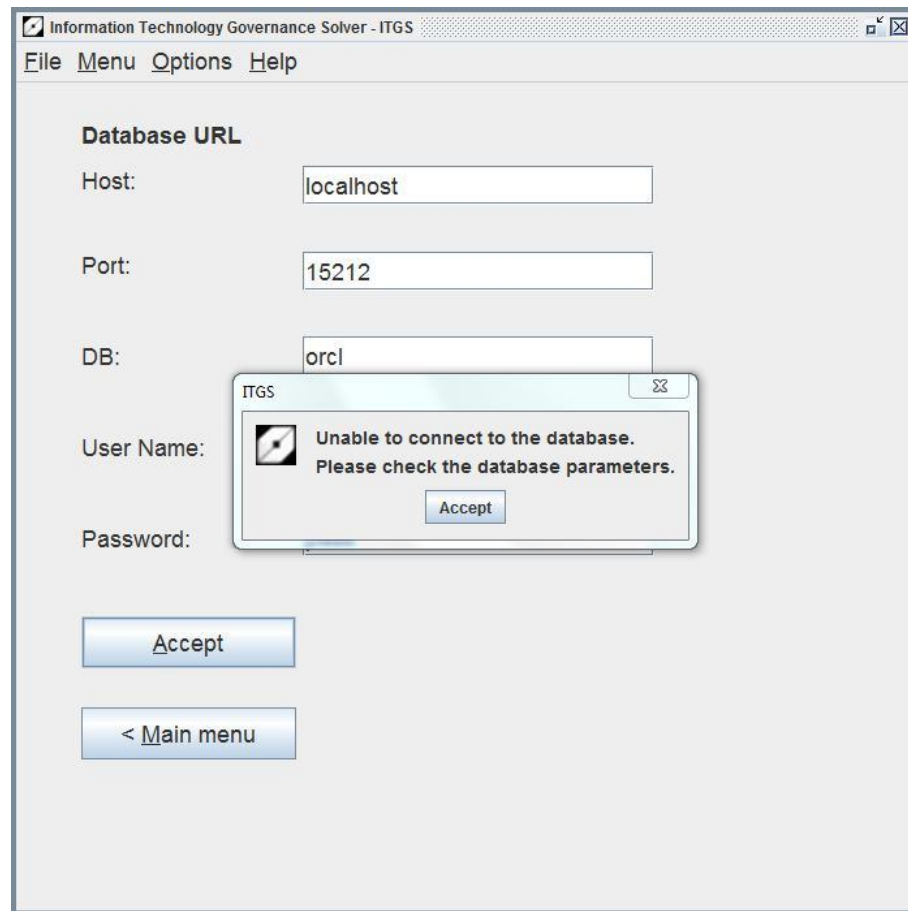 Information Technology Governance Solver - ITGS
File Menu Options Help
Database URL
Host: localhost
Port: 15212
DB: orcl
ITGS
Unable to connect to the database.
Please check the database parameters.
Accept
User Name:
Password:
Accept
< Main menu